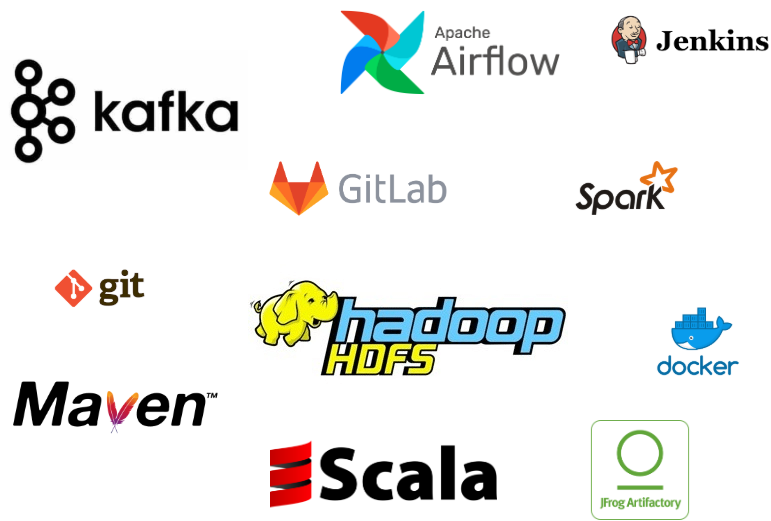 Apache
Airflow
Jenkins
kafka
GitLab
Spark
git
hadoop
HDFS
docker
Maven™
Scala
JFrog Artifactory